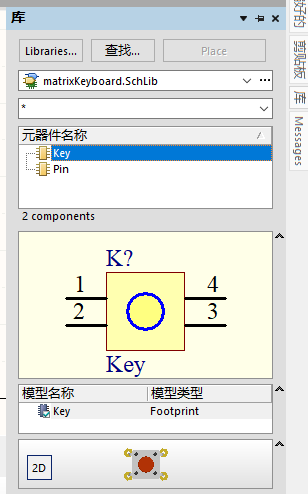 库
Libraries... 查找... Place
matrixKeyboard.SchLib ...
*
元器件名称
Key
Pin
2 components
K?
1 4
2 3
Key
模型名称 模型类型
Key Footprint
2D
剪贴板
库
Messages